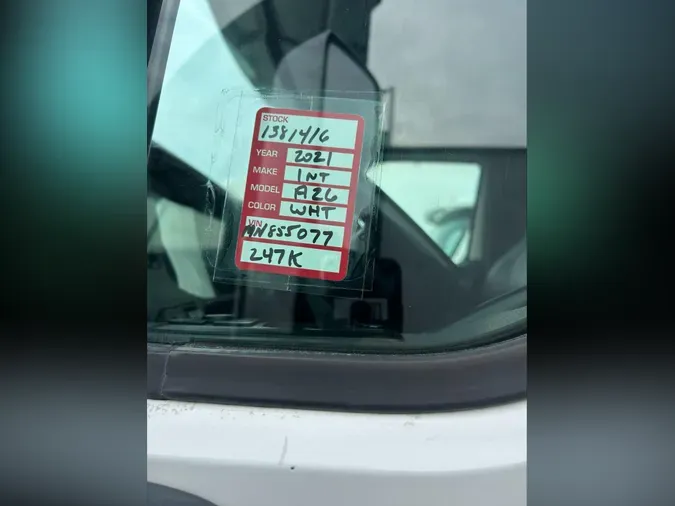 STOCK
1381416
YEAR 2021
MAKE INT
MODEL A26
COLOR WHT
VIN
MN855077
247K